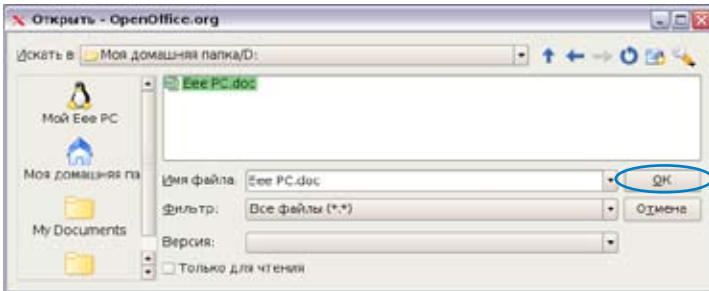 Открыть - OpenOffice.org
Искать в Моя домашняя папка/D:
Eee PC.doc
Мой Eee PC
Моя домашняя па
My Documents
Имя файла: Eee PC.doc
OK
Фильтр: Все файлы (*.*)
Отмена
Версия:
Только для чтения